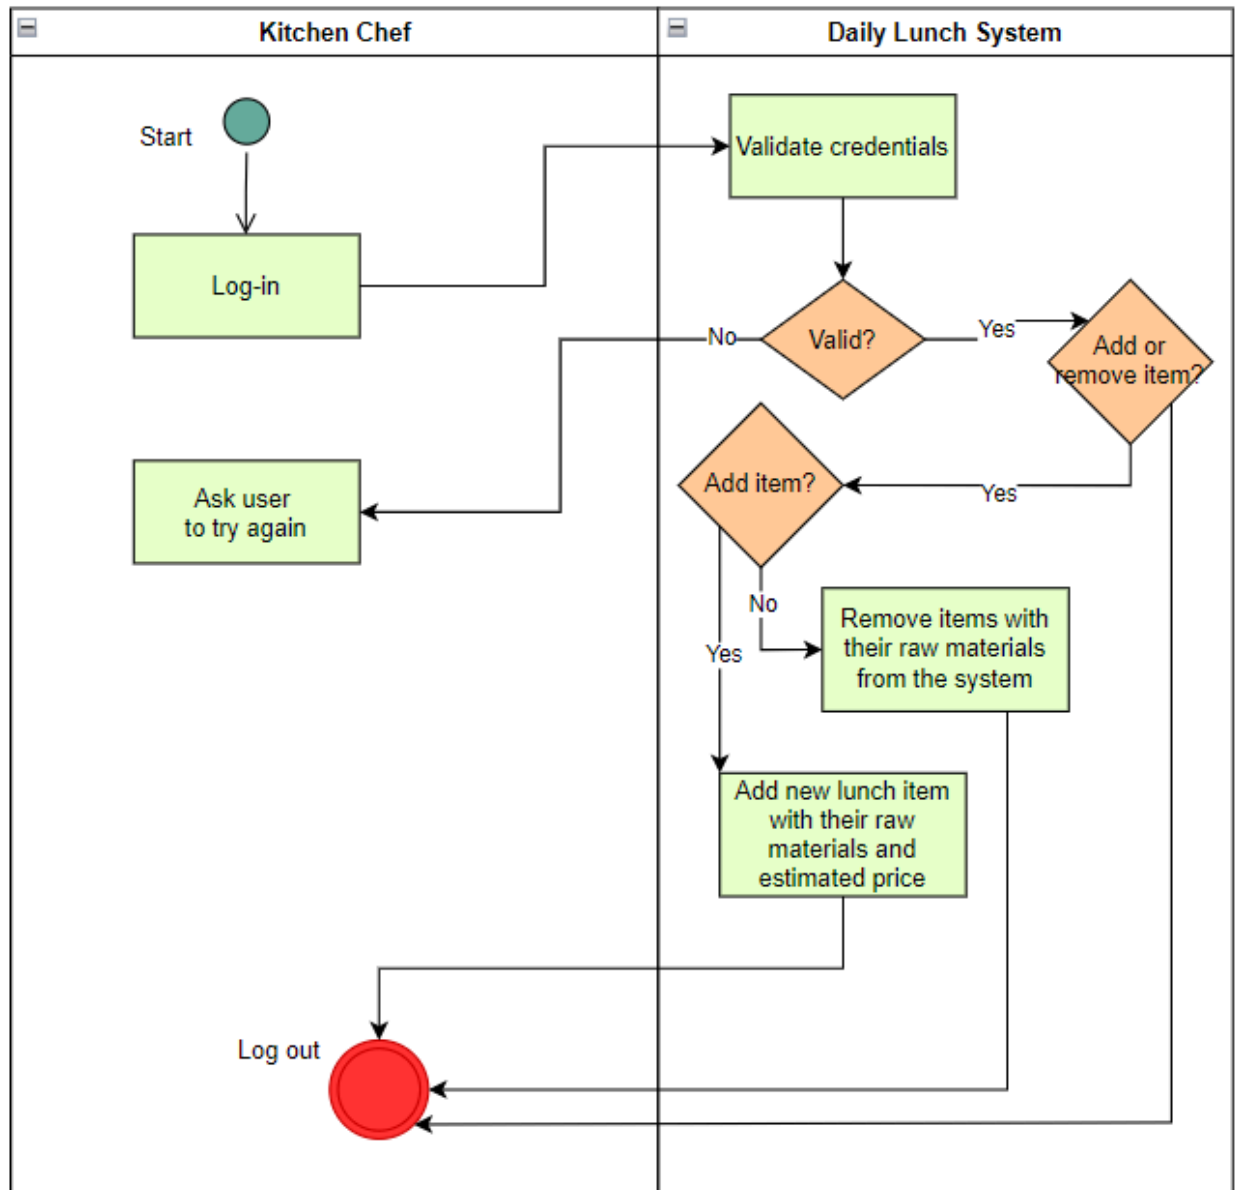 Kitchen Chef
Daily Lunch System
Start
Validate credentials
Log-in
No
Valid?
Yes
Add or
remove item?
Add item?
Yes
Ask user
to try again
No
Remove items with
their raw materials
from the system
Yes
Add new lunch item
with their raw
materials and
estimated price
Log out